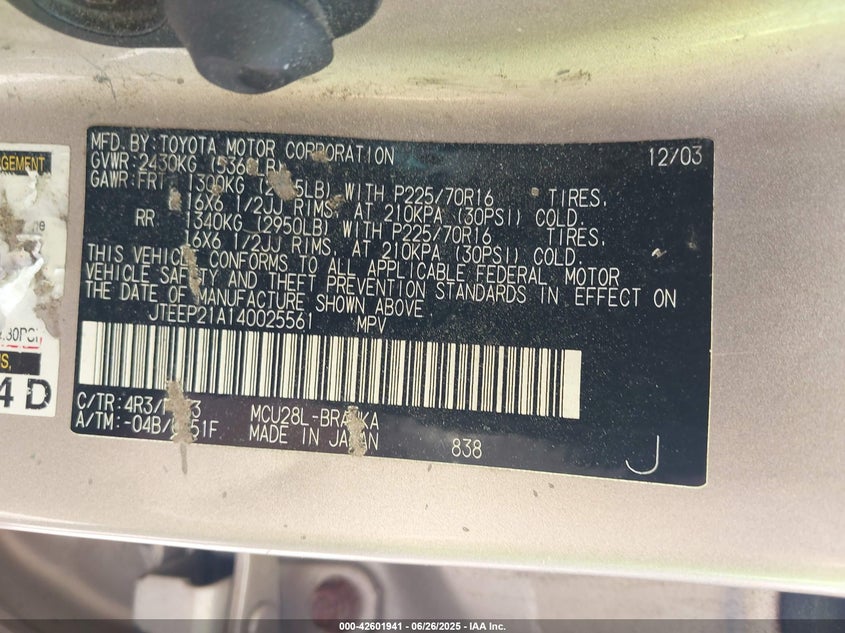 AGEMENT
.30PSI
US.
4D
MFD. BY: TOYOTA MOTOR CORPORATION 12/03
GVWR: 2430KG
GAWR: FRT 1300KG WITH P225/70R16 TIRES,
16X6 1/2JJ RIMS, AT 210KPA (30PSI) COLD.
RR 1340KG (2950LB) WITH P225/70R16 TIRES,
16X6 1/2JJ RIMS, AT 210KPA (30PSI) COLD.
THIS VEHICLE CONFORMS TO ALL APPLICABLE FEDERAL MOTOR
VEHICLE SAFETY AND THEFT PREVENTION STANDARDS IN EFFECT ON
THE DATE OF MANUFACTURE SHOWN ABOVE.
JTEEP21A140025561 MPV
C/TR: 4R3/
A/TM: -04B/
MCU28L-
MADE IN JAPAN 838 J
000-42601941 - 06/26/2025 - IAA Inc.